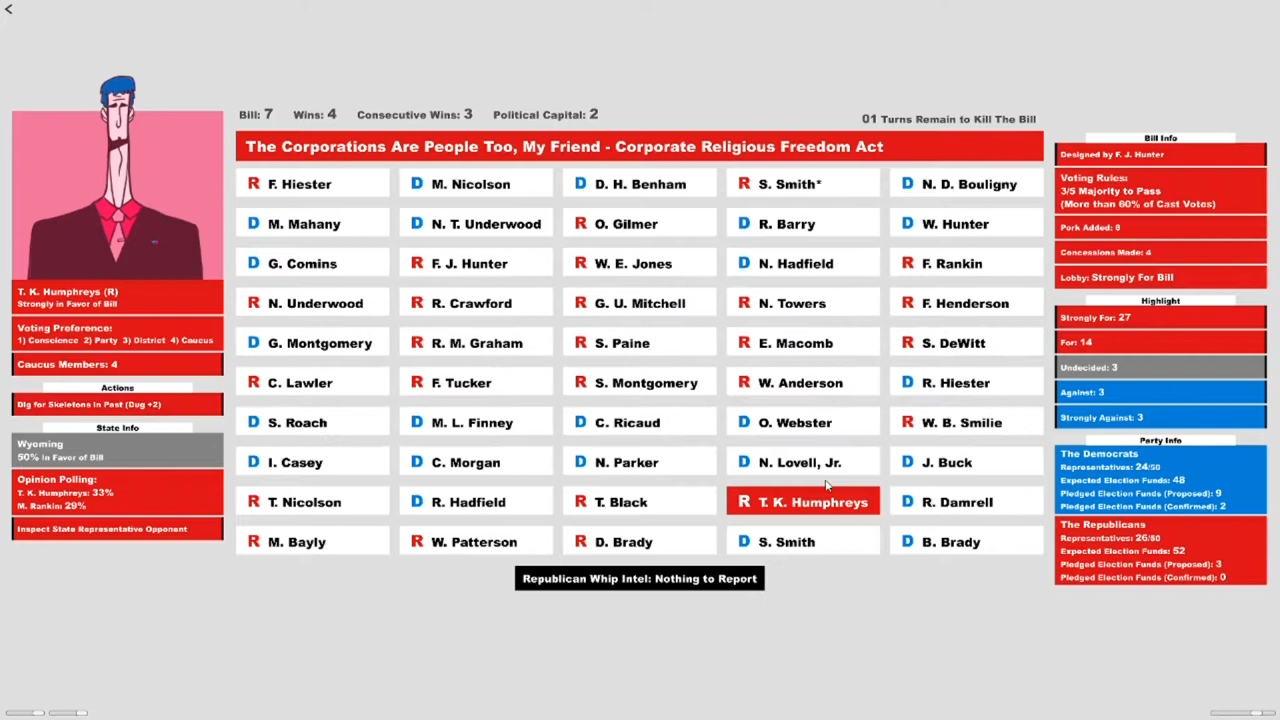 Bill: 7 Wins: 4 Consecutive Wins: 3 Political Capital: 2
01 Turns Remain to Kill The Bill
The Corporations Are People Too, My Friend - Corporate Religious Freedom Act
R F. Hiester D M. Nicolson D D. H. Benham R S. Smith* D N. D. Bouligny
D M. Mahany D N. T. Underwood R O. Gilmer D R. Barry D W. Hunter
D G. Comins R F. J. Hunter R W. E. Jones D N. Hadfield R F. Rankin
R N. Underwood R R. Crawford R G. U. Mitchell R N. Towers R F. Henderson
D G. Montgomery R R. M. Graham R S. Paine R E. Macomb R S. DeWitt
R C. Lawler R F. Tucker R S. Montgomery R W. Anderson D R. Hiester
D S. Roach D M. L. Finney D C. Ricaud D O. Webster R W. B. Smilie
D I. Casey D C. Morgan D N. Parker D N. Lovell, Jr. D J. Buck
R T. Nicolson D R. Hadfield R T. Black R T. K. Humphreys D R. Damrell
R M. Bayly R W. Patterson R D. Brady D S. Smith D B. Brady
Republican Whip Intel: Nothing to Report
T. K. Humphreys (R)
Strongly in Favor of Bill
Voting Preference:
1) Conscience 2) Party 3) District 4) Caucus
Caucus Members: 4
Actions
Dig for Skeletons in Past (Dug +2)
State Info
Wyoming
50% In Favor of Bill
Opinion Polling:
T. K. Humphreys: 33%
M. Rankin: 29%
Inspect State Representative Opponent
Bill Info
Designed by F. J. Hunter
Voting Rules:
3/5 Majority to Pass
(More than 60% of Cast Votes)
Pork Added: 8
Concessions Made: 4
Lobby: Strongly For Bill
Highlight
Strongly For: 27
For: 14
Undecided: 3
Against: 3
Strongly Against: 3
Party Info
The Democrats
Representatives: 24/50
Expected Election Funds: 48
Pledged Election Funds (Proposed): 9
Pledged Election Funds (Confirmed): 2
The Republicans
Representatives: 26/50
Expected Election Funds: 52
Pledged Election Funds (Proposed): 3
Pledged Election Funds (Confirmed): 0